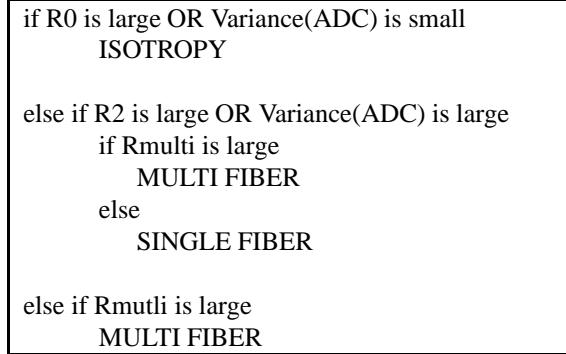 if R0 is large OR Variance(ADC) is small
ISOTROPY
else if R2 is large OR Variance(ADC) is large
if Rmulti is large
MULTI FIBER
else
SINGLE FIBER
else if Rmutli is large
MULTI FIBER